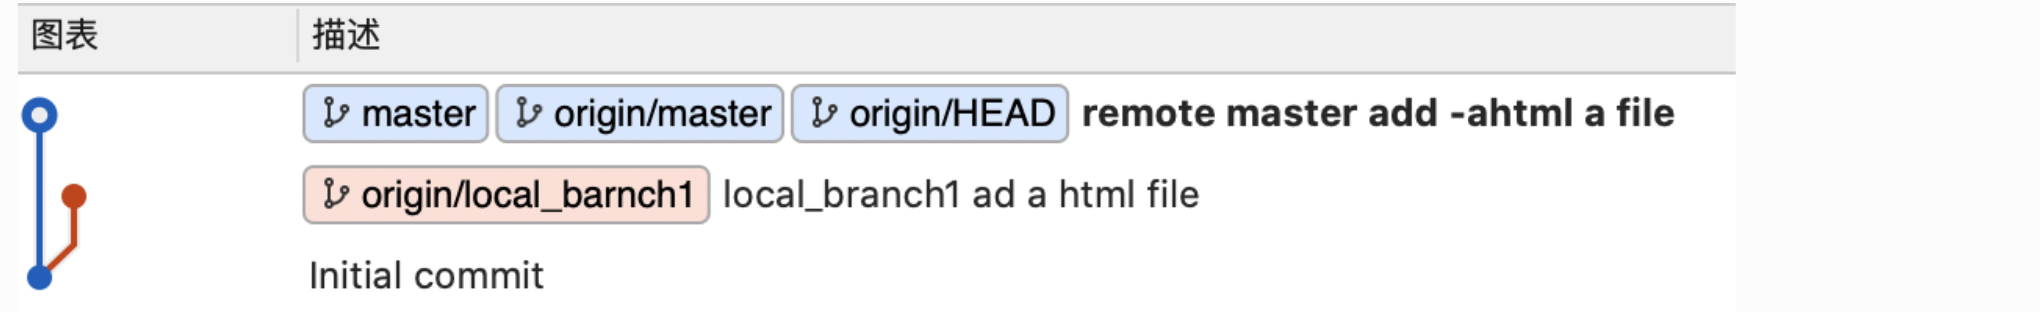 图表 描述
master origin/master origin/HEAD remote master add -ahtml a file
origin/local_barnch1 local_branch1 ad a html file
Initial commit